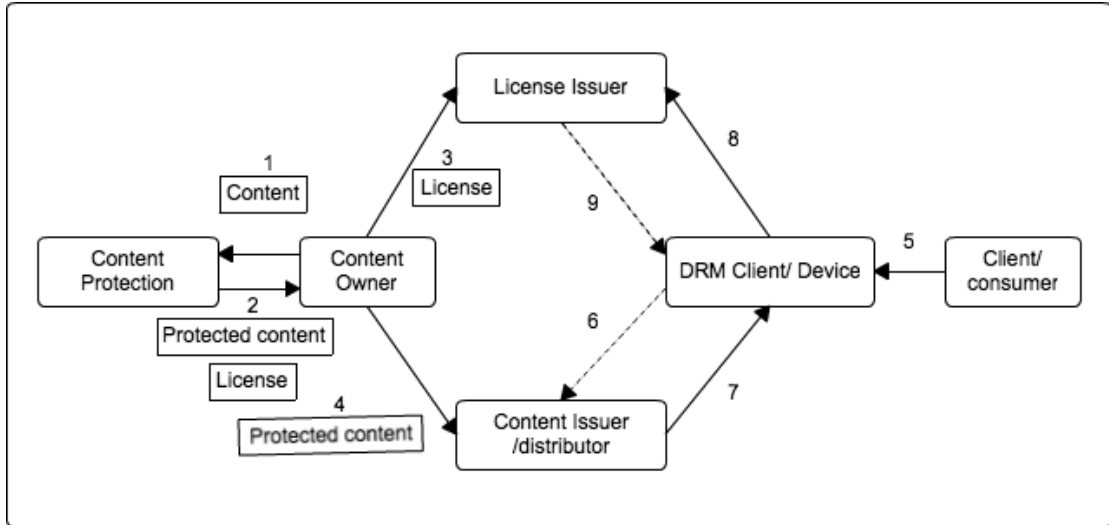 License Issuer
1
Content
3
License
8
9
Content
Protection
Content
Owner
DRM Client/ Device
5
Client/
consumer
2
Protected content
License
6
4
Protected content
Content Issuer
/distributor
7